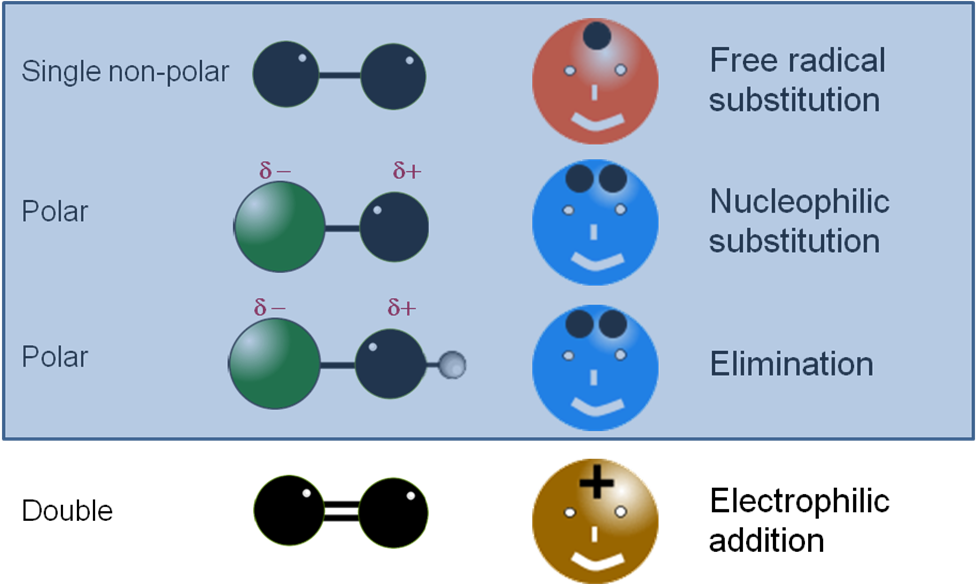 Single non-polar
Free radical
substitution
δ− δ+
Polar
Nucleophilic
substitution
δ− δ+
Polar
Elimination
Double
+
Electrophilic
addition